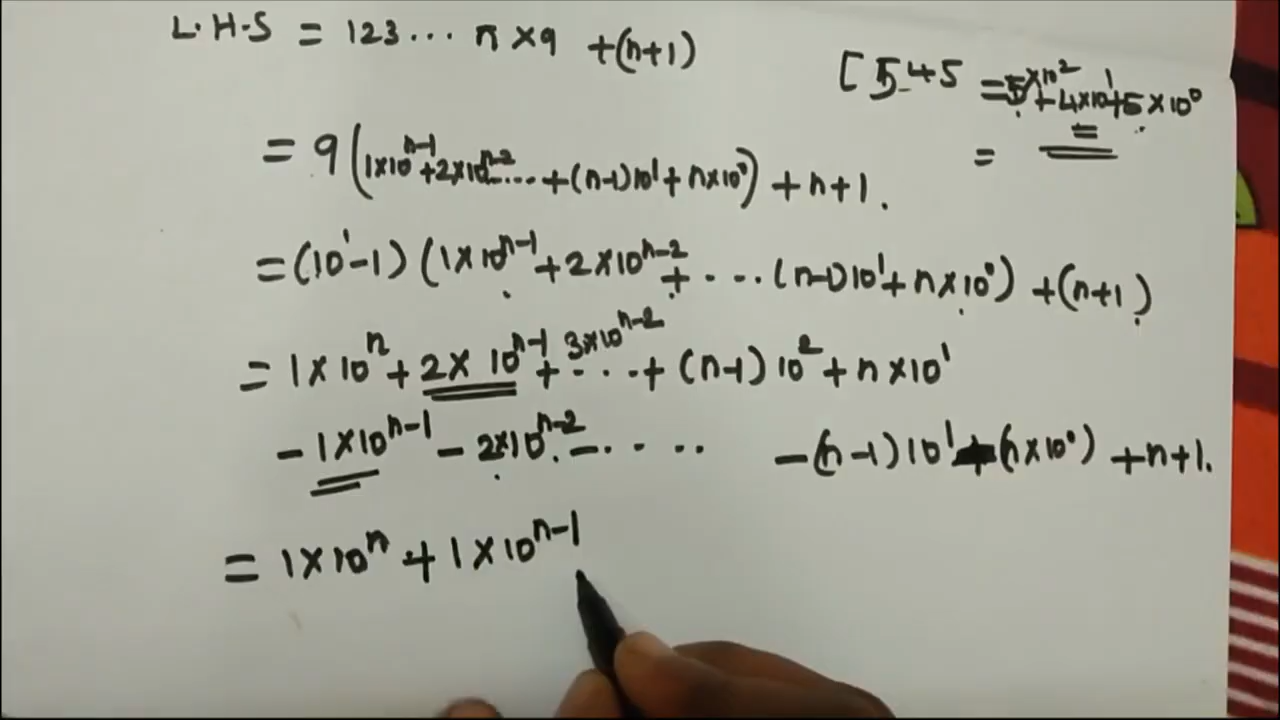 L.H.S = 123... n × 9 + (n+1)
[ 545 = 5×10² + 4×10¹ + 5×10⁰
=
= 9 (1×10ⁿ⁻¹ + 2×10ⁿ⁻² .... + (n-1)10¹ + n×10⁰) + n+1.
= (10¹-1) (1×10ⁿ⁻¹ + 2×10ⁿ⁻² + ... (n-1)10¹ + n×10⁰) + (n+1)
= 1×10ⁿ + 2×10ⁿ⁻¹ + 3×10ⁿ⁻² ... + (n-1)10² + n×10¹
- 1×10ⁿ⁻¹ - 2×10ⁿ⁻² - .... - (n-1)10¹ - (n×10⁰) + n+1.
= 1×10ⁿ + 1×10ⁿ⁻¹